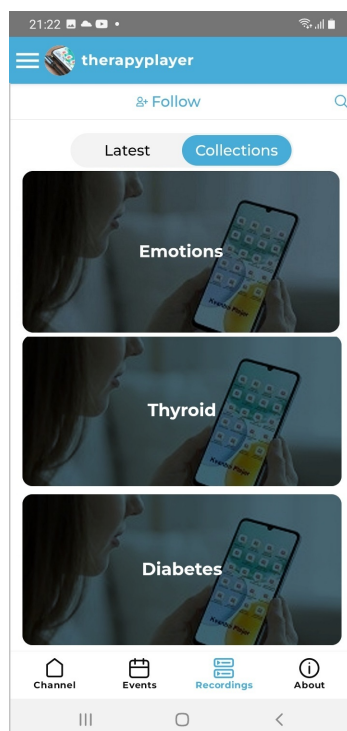 21:22
therapyplayer
Follow
Latest Collections
Emotions
Thyroid
Diabetes
Channel Events Recordings About